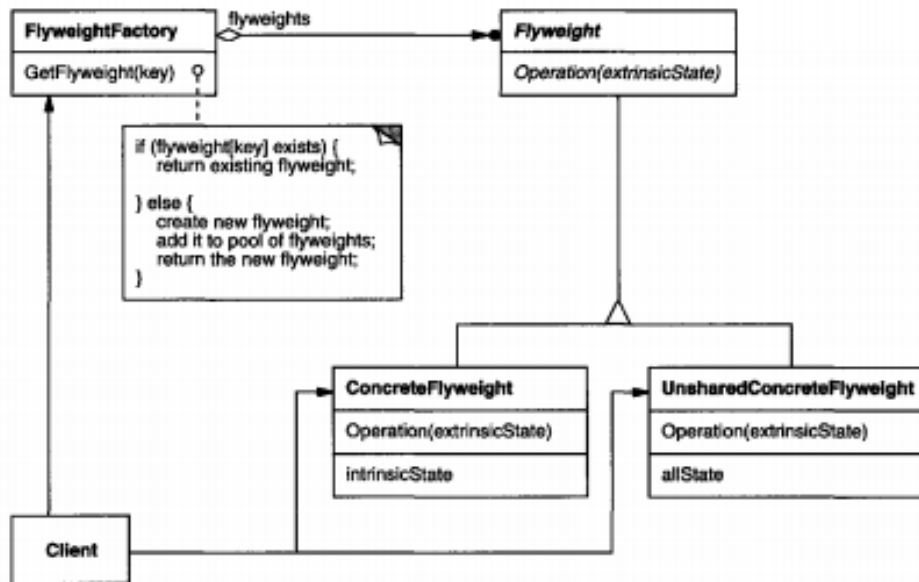 flyweights
FlyweightFactory
GetFlyweight(key)
Flyweight
Operation(extrinsicState)
if (flyweight[key] exists) {
return existing flyweight;
} else {
create new flyweight;
add it to pool of flyweights;
return the new flyweight;
}
ConcreteFlyweight
Operation(extrinsicState)
intrinsicState
UnsharedConcreteFlyweight
Operation(extrinsicState)
allState
Client